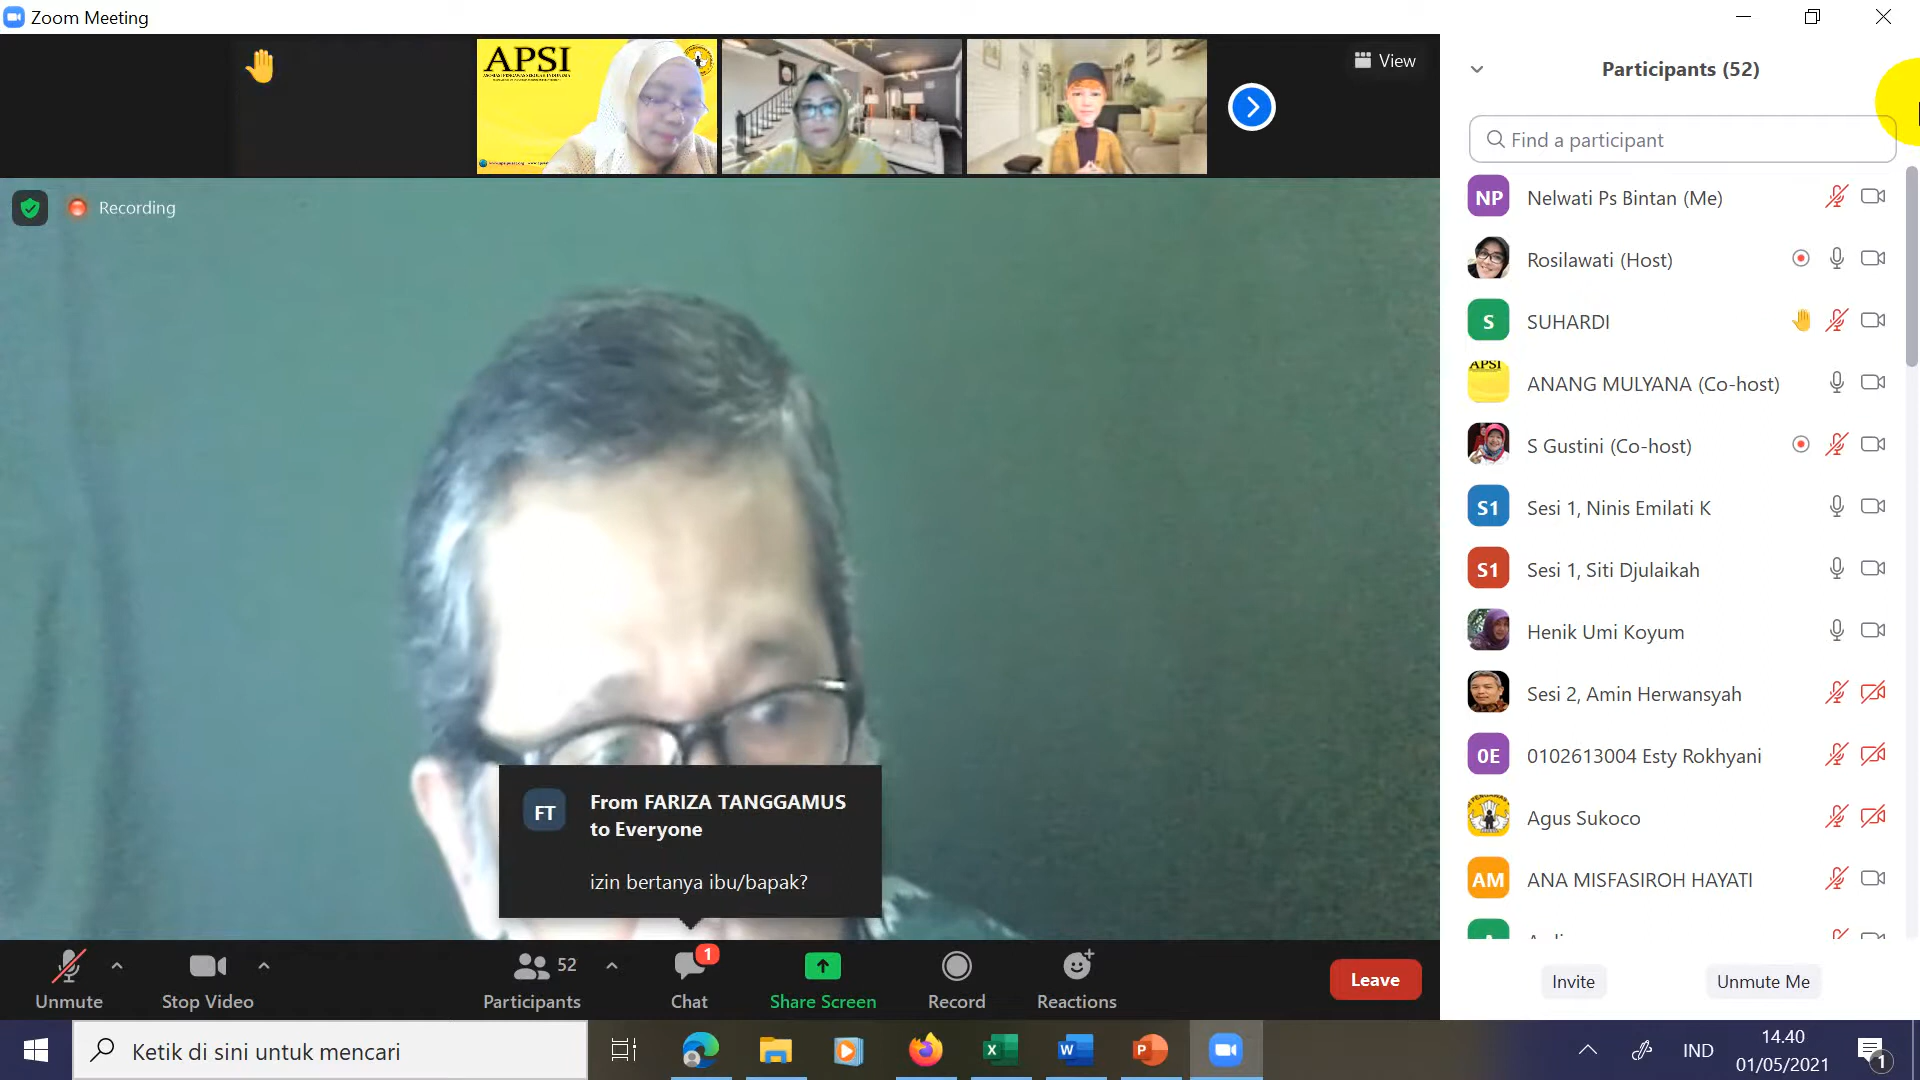 Zoom Meeting
APSI
View
Recording
Participants (52)
Find a participant
NP Nelwati Ps Bintan (Me)
Rosilawati (Host)
S SUHARDI
APSI ANANG MULYANA (Co-host)
S Gustini (Co-host)
S1 Sesi 1, Ninis Emilati K
S1 Sesi 1, Siti Djulaikah
Henik Umi Koyum
Sesi 2, Amin Herwansyah
0E 0102613004 Esty Rokhyani
Agus Sukoco
AM ANA MISFASIROH HAYATI
Invite
Unmute Me
FT
From FARIZA TANGGAMUS
to Everyone
izin bertanya ibu/bapak?
Unmute
Stop Video
52
Participants
1
Chat
Share Screen
Record
Reactions
Leave
Ketik di sini untuk mencari
IND
14.40
01/05/2021
1